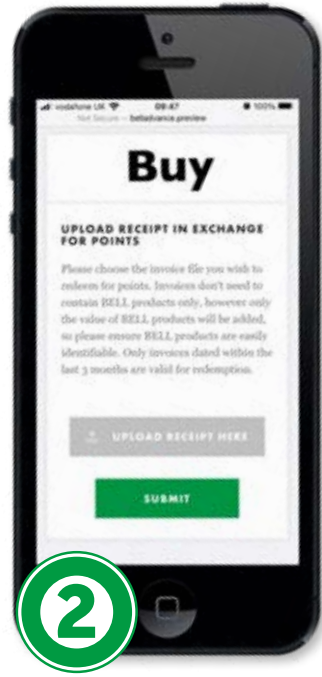 vodafone UK 09:47 100%
Not Secure — belladvance.preview
Buy
UPLOAD RECEIPT IN EXCHANGE
FOR POINTS
Please choose the invoice file you wish to
redeem for points. Invoices don't need to
contain BELL products only, however only
the value of BELL products will be added,
so please ensure BELL products are easily
identifiable. Only invoices dated within the
last 3 months are valid for redemption.
UPLOAD RECEIPT HERE
SUBMIT
2